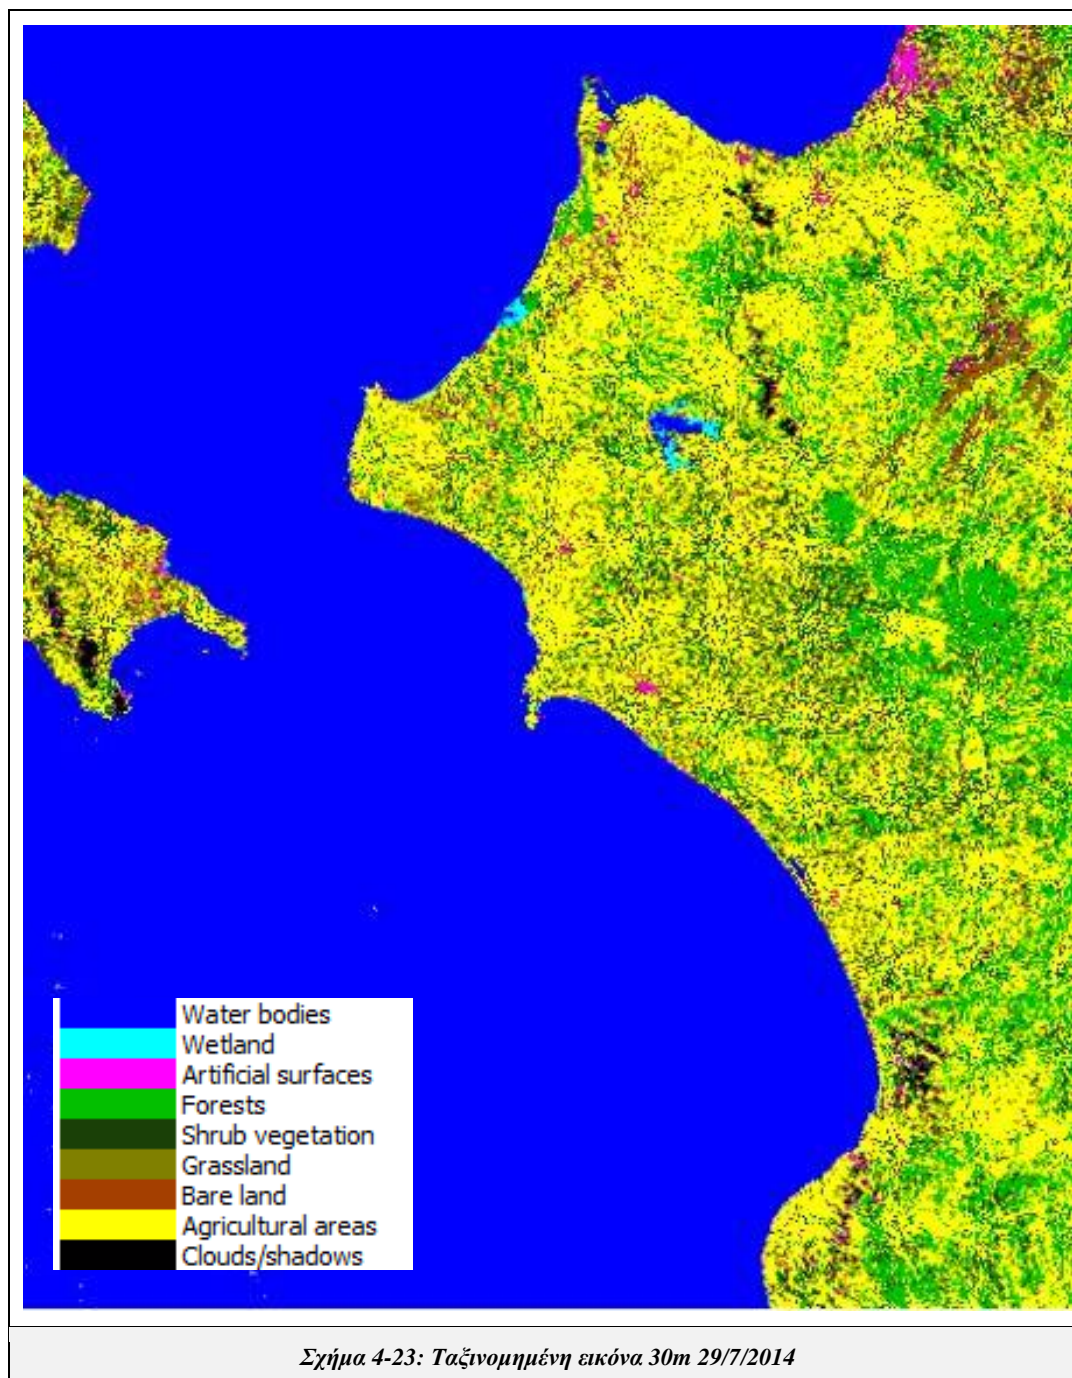 Water bodies
Wetland
Artificial surfaces
Forests
Shrub vegetation
Grassland
Bare land
Agricultural areas
Clouds/shadows
Σχήμα 4-23: Ταξινομημένη εικόνα 30m 29/7/2014